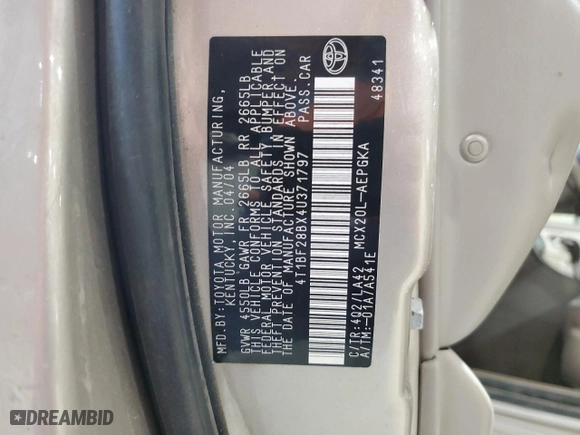 MFD. BY: TOYOTA MOTOR MANUFACTURING,
KENTUCKY, INC. 04/04
GVWR 4550LB GAWR FR 2665LB RR 2665LB
THIS VEHICLE CONFORMS TO ALL APPLICABLE
FEDERAL MOTOR VEHICLE SAFETY, BUMPER, AND
THEFT PREVENTION STANDARDS IN EFFECT ON
THE DATE OF MANUFACTURE SHOWN ABOVE.
4T1BF28BX4U371797 PASS. CAR
C/TR:4Q2/LA42 MCX20L-AEPGKA
A/TM:-01A/A541E 48341
DREAMBID